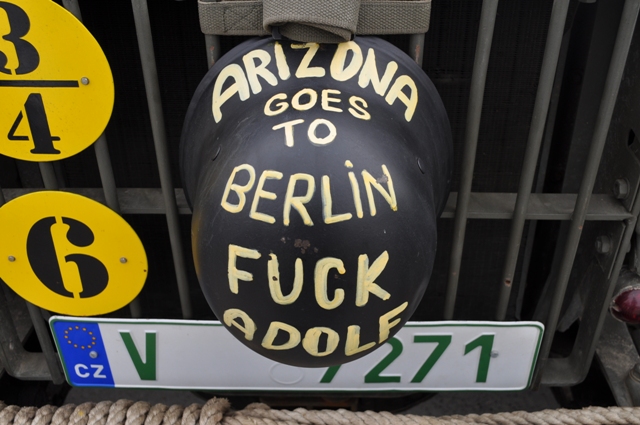 3
4
6
ARIZONA
GOES
TO
BERLiN
FUCK
ADOLF
CZ
V 7271